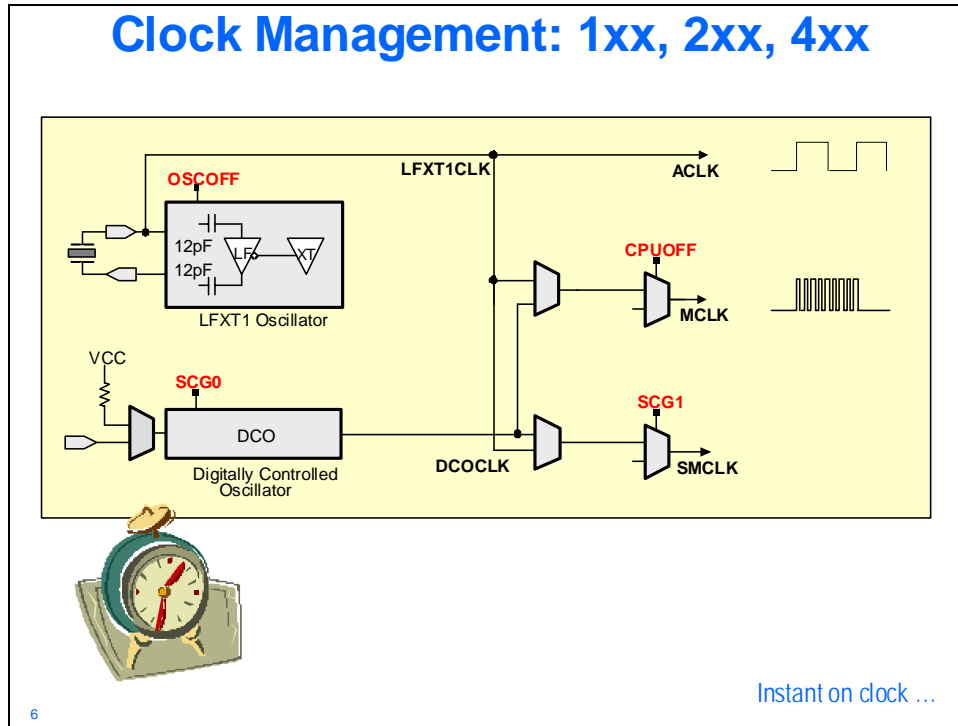 Clock Management: 1xx, 2xx, 4xx
LFXT1CLK
ACLK
OSCOFF
12pF
LF
XT
12pF
CPUOFF
MCLK
LFXT1 Oscillator
VCC
SCG0
SCG1
DCO
DCOCLK
SMCLK
Digitally Controlled
Oscillator
Instant on clock ...
6